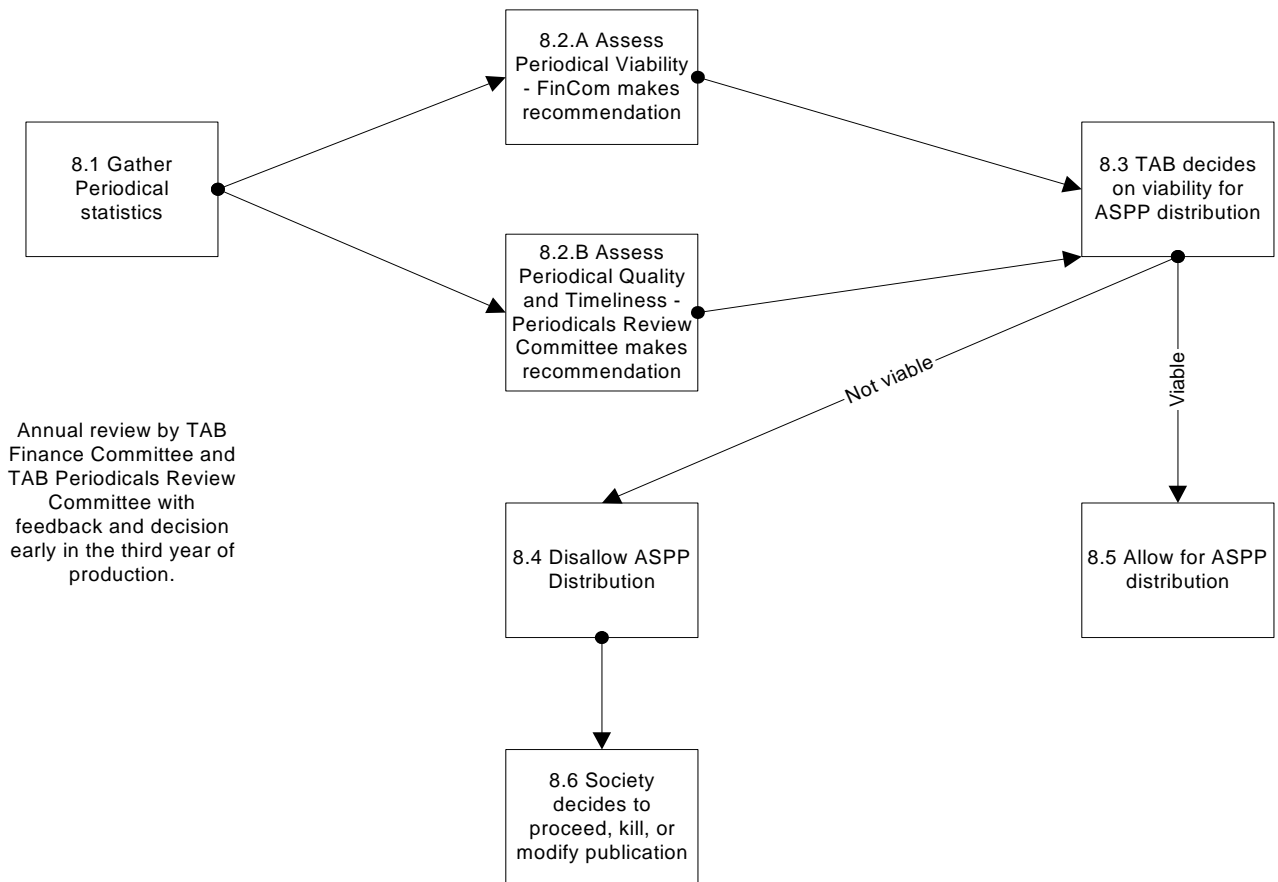 8.2.A Assess
Periodical Viability
- FinCom makes
recommendation
8.1 Gather
Periodical
statistics
8.3 TAB decides
on viability for
ASPP distribution
8.2.B Assess
Periodical Quality
and Timeliness -
Periodicals Review
Committee makes
recommendation
Not viable
Viable
Annual review by TAB
Finance Committee and
TAB Periodicals Review
Committee with
feedback and decision
early in the third year of
production.
8.4 Disallow ASPP
Distribution
8.5 Allow for ASPP
distribution
8.6 Society
decides to
proceed, kill, or
modify publication